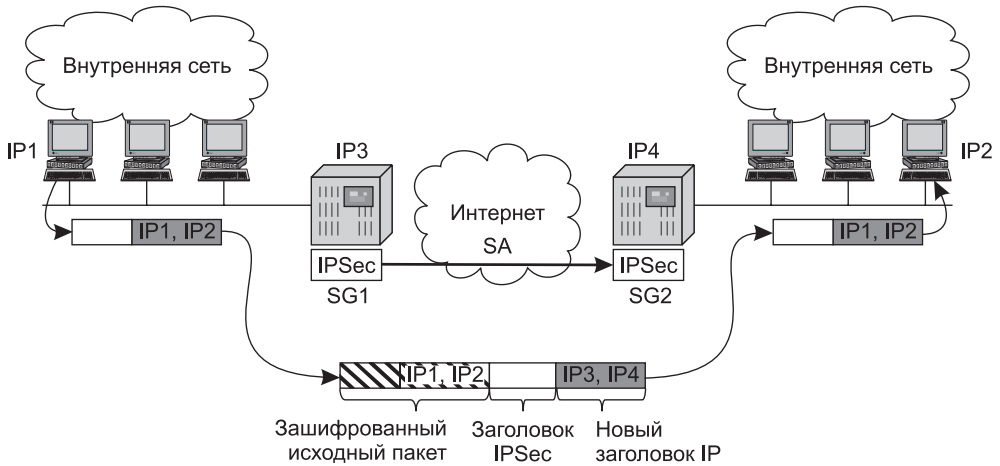 Внутренняя сеть
Внутренняя сеть
IP1
IP3
IP4
IP2
Интернет
SA
IP1, IP2
IP1, IP2
IPSec
IPSec
SG1
SG2
IP1, IP2
IP3, IP4
Зашифрованный
исходный пакет
Заголовок
IPSec
Новый
заголовок IP